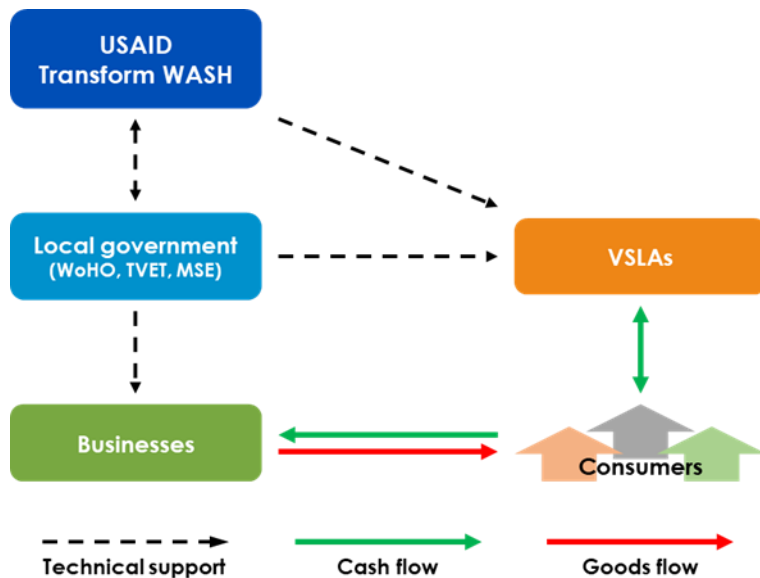 USAID
Transform WASH
Local government
(WoHO, TVET, MSE)
VSLAs
Businesses
Consumers
Technical support
Cash flow
Goods flow